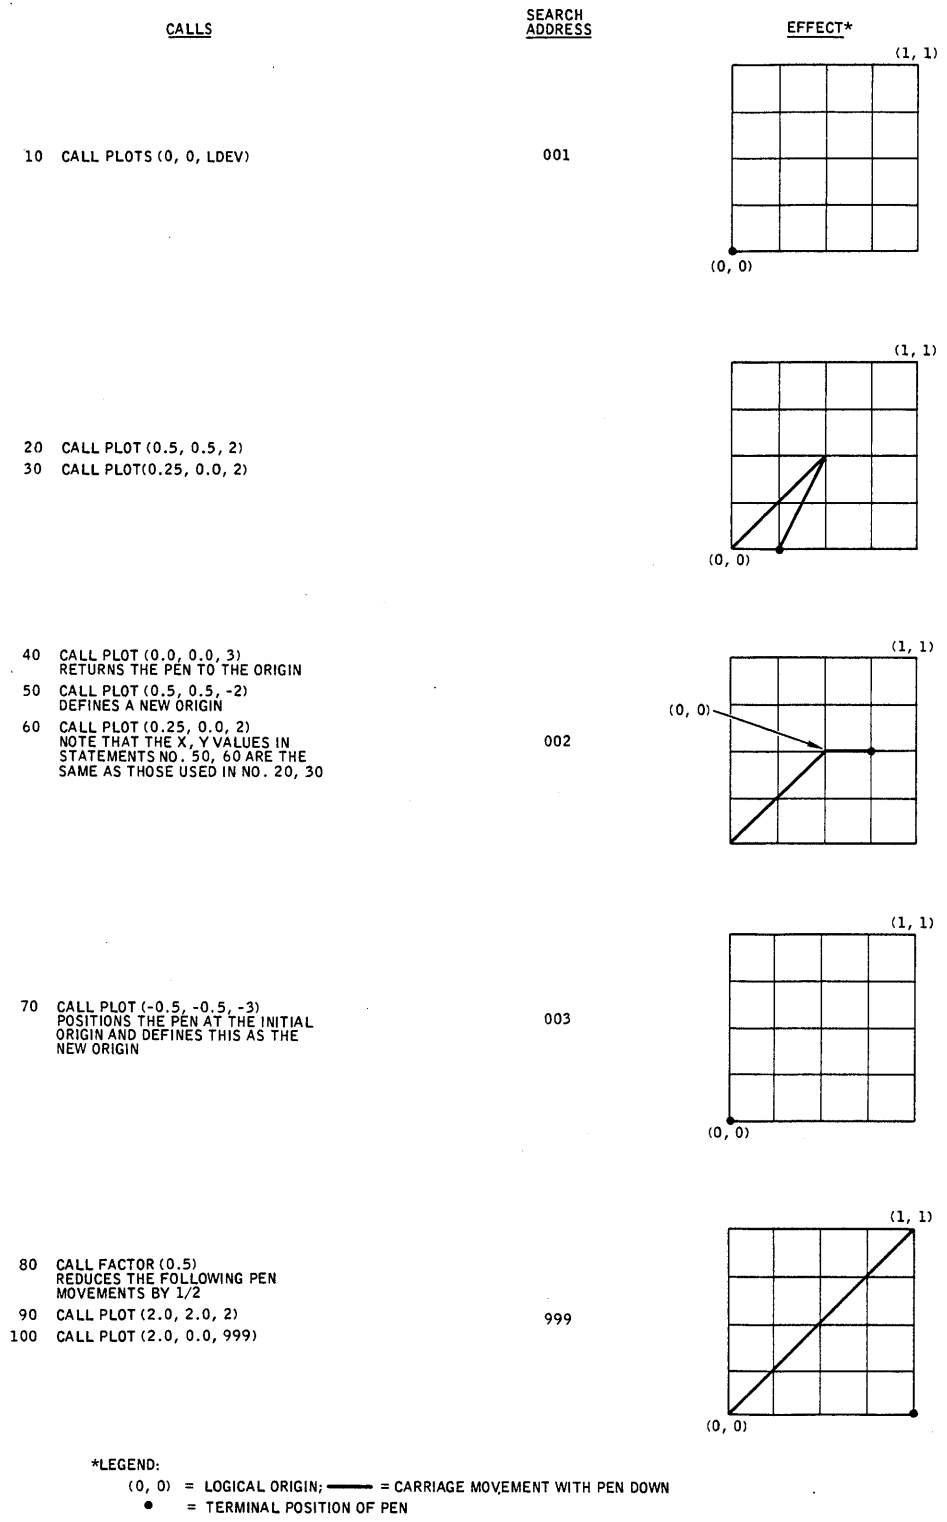 CALLS
SEARCH
ADDRESS
EFFECT*
(1, 1)
10 CALL PLOTS (0, 0, LDEV)
001
(0, 0)
(1, 1)
20 CALL PLOT (0.5, 0.5, 2)
30 CALL PLOT(0.25, 0.0, 2)
(0, 0)
40 CALL PLOT (0.0, 0.0, 3)
RETURNS THE PEN TO THE ORIGIN
50 CALL PLOT (0.5, 0.5, -2)
DEFINES A NEW ORIGIN
60 CALL PLOT (0.25, 0.0, 2)
NOTE THAT THE X, Y VALUES IN
STATEMENTS NO. 50, 60 ARE THE
SAME AS THOSE USED IN NO. 20, 30
002
(1, 1)
(0, 0)
(1, 1)
70 CALL PLOT (-0.5, -0.5, -3)
POSITIONS THE PEN AT THE INITIAL
ORIGIN AND DEFINES THIS AS THE
NEW ORIGIN
003
(0, 0)
(1, 1)
80 CALL FACTOR (0.5)
REDUCES THE FOLLOWING PEN
MOVEMENTS BY 1/2
90 CALL PLOT (2.0, 2.0, 2)
100 CALL PLOT (2.0, 0.0, 999)
999
(0, 0)
*LEGEND:
(0, 0) = LOGICAL ORIGIN; = CARRIAGE MOVEMENT WITH PEN DOWN
● = TERMINAL POSITION OF PEN